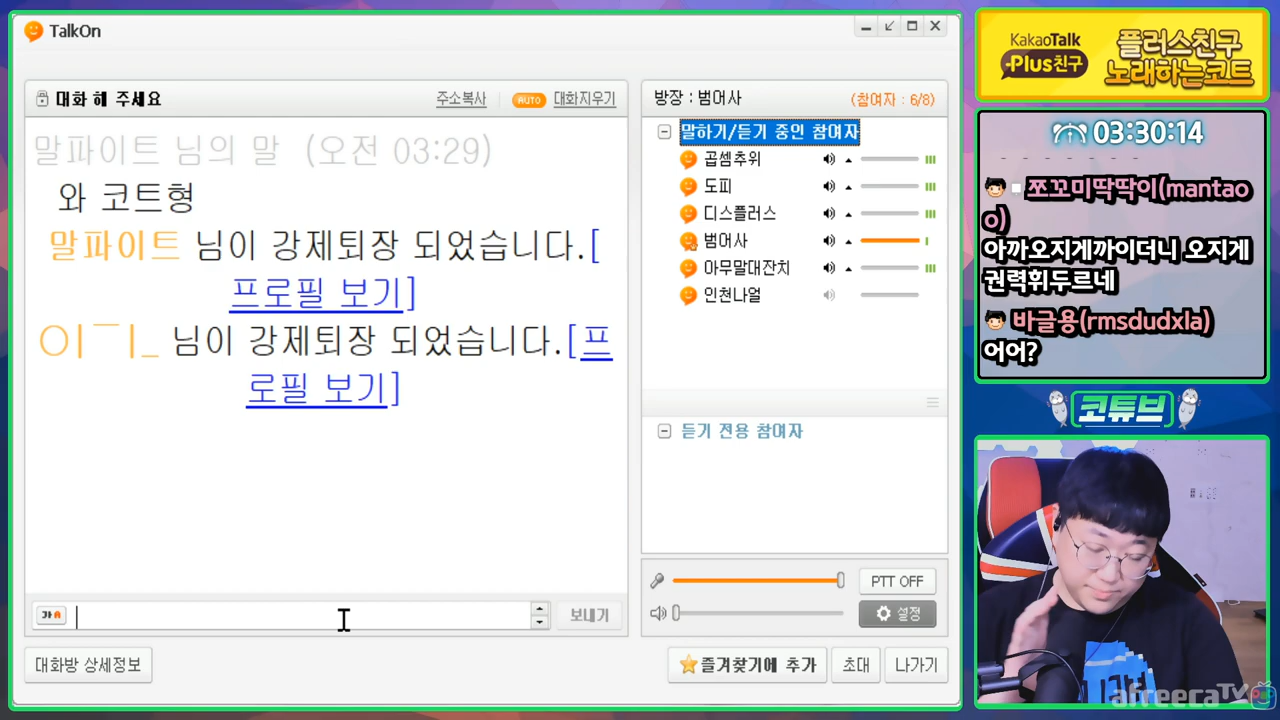 TalkOn
대화 해 주세요
주소복사
AUTO
대화지우기
말파이트 님의 말 (오전 03:29)
와 코트형
말파이트 님이 강제퇴장 되었습니다.[
프로필 보기]
이ㅡㅣ_ 님이 강제퇴장 되었습니다.[프
로필 보기]
가
보내기
대화방 상세정보
방장 : 범어사
(참여자 : 6/8)
말하기/듣기 중인 참여자
곱셈추위
도피
디스플러스
범어사
아무말대잔치
인천나얼
듣기 전용 참여자
PTT OFF
설정
즐겨찾기에 추가
초대
나가기
KakaoTalk
Plus친구
플러스친구
노래하는코트
03:30:14
쪼꼬미딱딱이(mantao
o)
아까오지게까이더니 오지게
권력휘두르네
바글용(rmsdudxla)
어어?
코튜브
afreecaTV